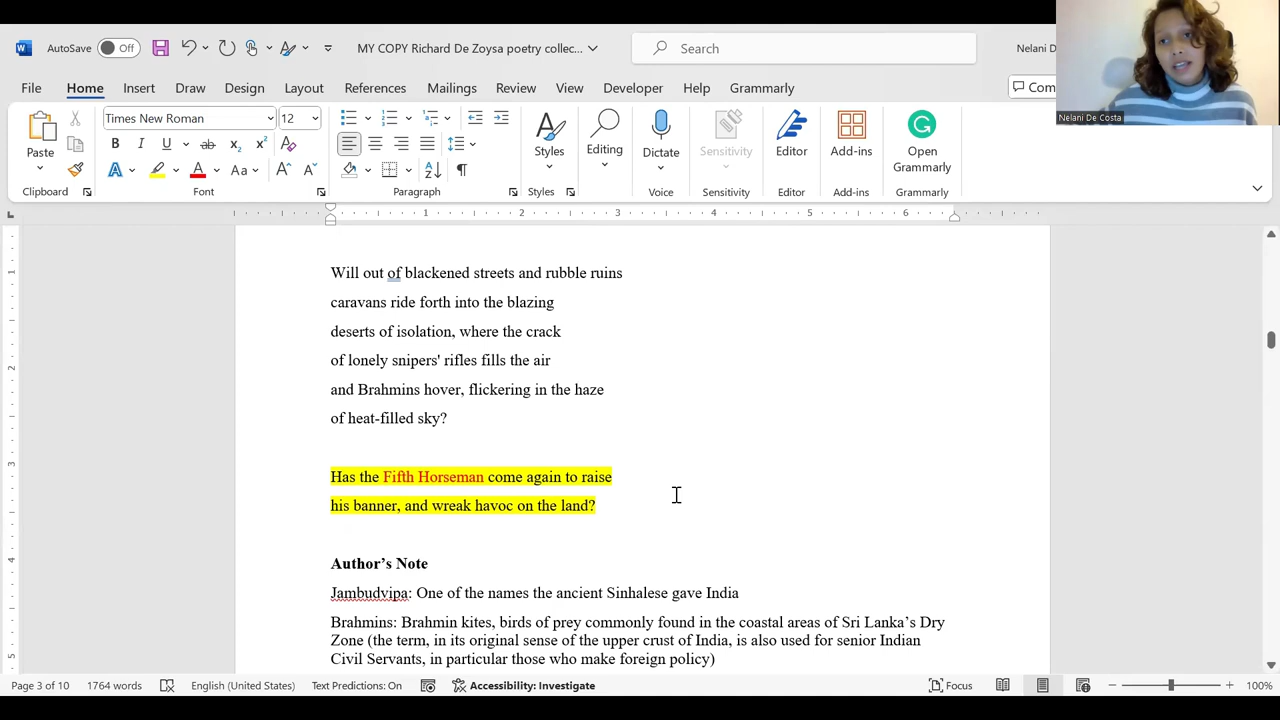 AutoSave Off MY COPY Richard De Zoysa poetry collec... Search Nelani D
File Home Insert Draw Design Layout References Mailings Review View Developer Help Grammarly Com
Nelani De Costa
Times New Roman 12
Paste Styles Editing Dictate Sensitivity Editor Add-ins Open Grammarly
Clipboard Font Paragraph Styles Voice Sensitivity Editor Add-ins Grammarly
1 2 3 4 5 6
Will out of blackened streets and rubble ruins
caravans ride forth into the blazing
deserts of isolation, where the crack
of lonely snipers' rifles fills the air
and Brahmins hover, flickering in the haze
of heat-filled sky?
Has the Fifth Horseman come again to raise
his banner, and wreak havoc on the land?
Author’s Note
Jambudvipa: One of the names the ancient Sinhalese gave India
Brahmins: Brahmin kites, birds of prey commonly found in the coastal areas of Sri Lanka’s Dry
Zone (the term, in its original sense of the upper crust of India, is also used for senior Indian
Civil Servants, in particular those who make foreign policy)
Page 3 of 10 1764 words English (United States) Text Predictions: On Accessibility: Investigate Focus 100%